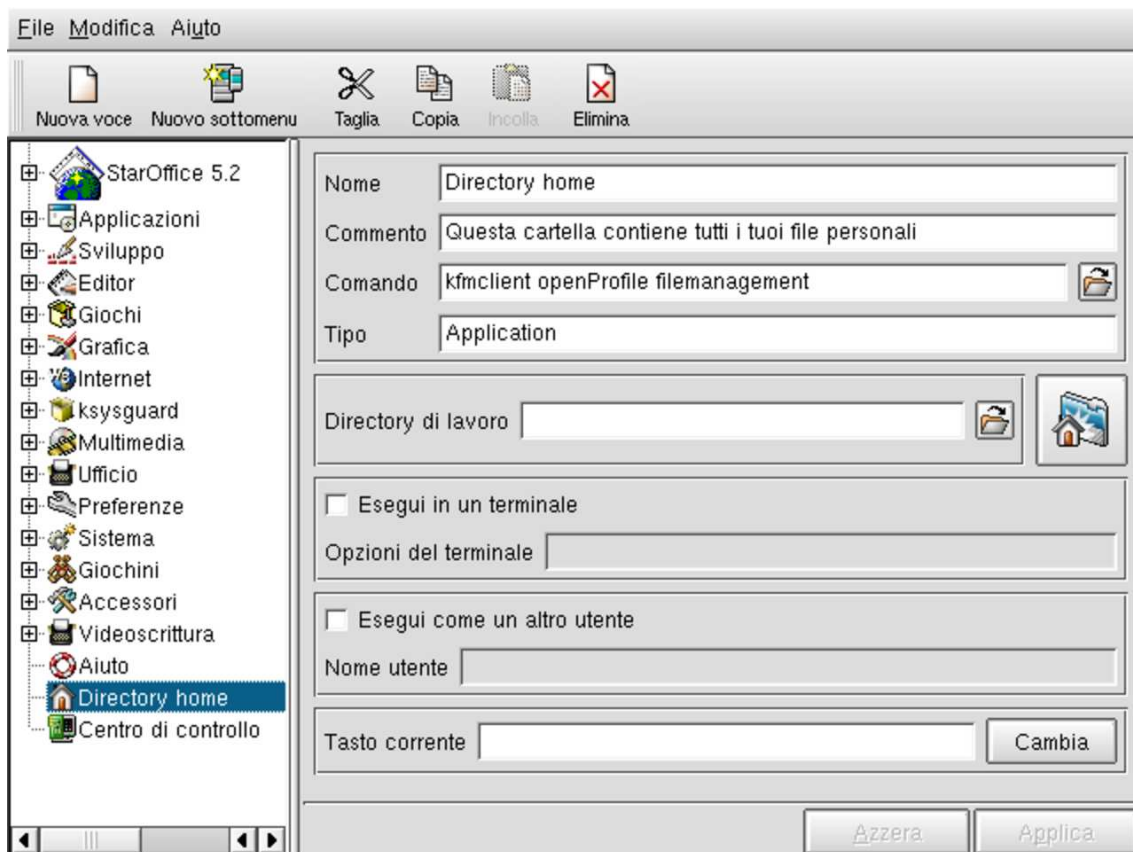 File Modifica Aiuto
Nuova voce Nuovo sottomenu Taglia Copia Incolla Elimina
StarOffice 5.2
Applicazioni
Sviluppo
Editor
Giochi
Grafica
Internet
ksysguard
Multimedia
Ufficio
Preferenze
Sistema
Giochini
Accessori
Videoscrittura
Aiuto
Directory home
Centro di controllo
Nome Directory home
Commento Questa cartella contiene tutti i tuoi file personali
Comando kfmclient openProfile filemanagement
Tipo Application
Directory di lavoro
Esegui in un terminale
Opzioni del terminale
Esegui come un altro utente
Nome utente
Tasto corrente Cambia
Azzera Applica